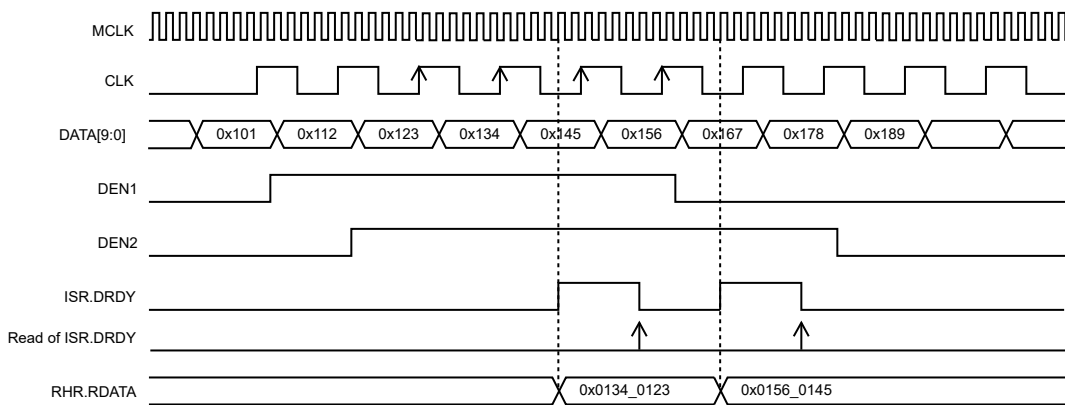 MCLK
CLK
DATA[9:0] 0x101 0x112 0x123 0x134 0x145 0x156 0x167 0x178 0x189
DEN1
DEN2
ISR.DRDY
Read of ISR.DRDY
RHR.RDATA 0x0134_0123 0x0156_0145